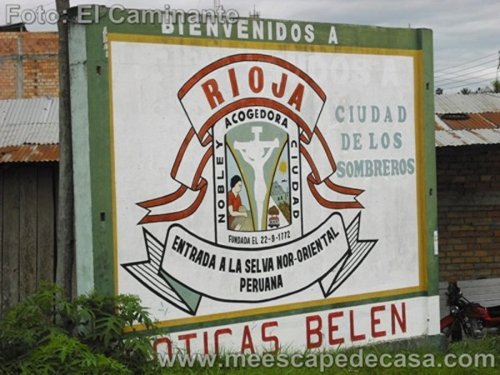 Foto: El Caminante
BIENVENIDOS A
RIOJA
ACOGEDORA
NOBLE Y
CIUDAD
CIUDAD
DE LOS
SOMBREROS
FUNDADA EL 22-9-1772
ENTRADA A LA SELVA NOR-ORIENTAL
PERUANA
OTICAS BELEN
www.meescapedecasa.com